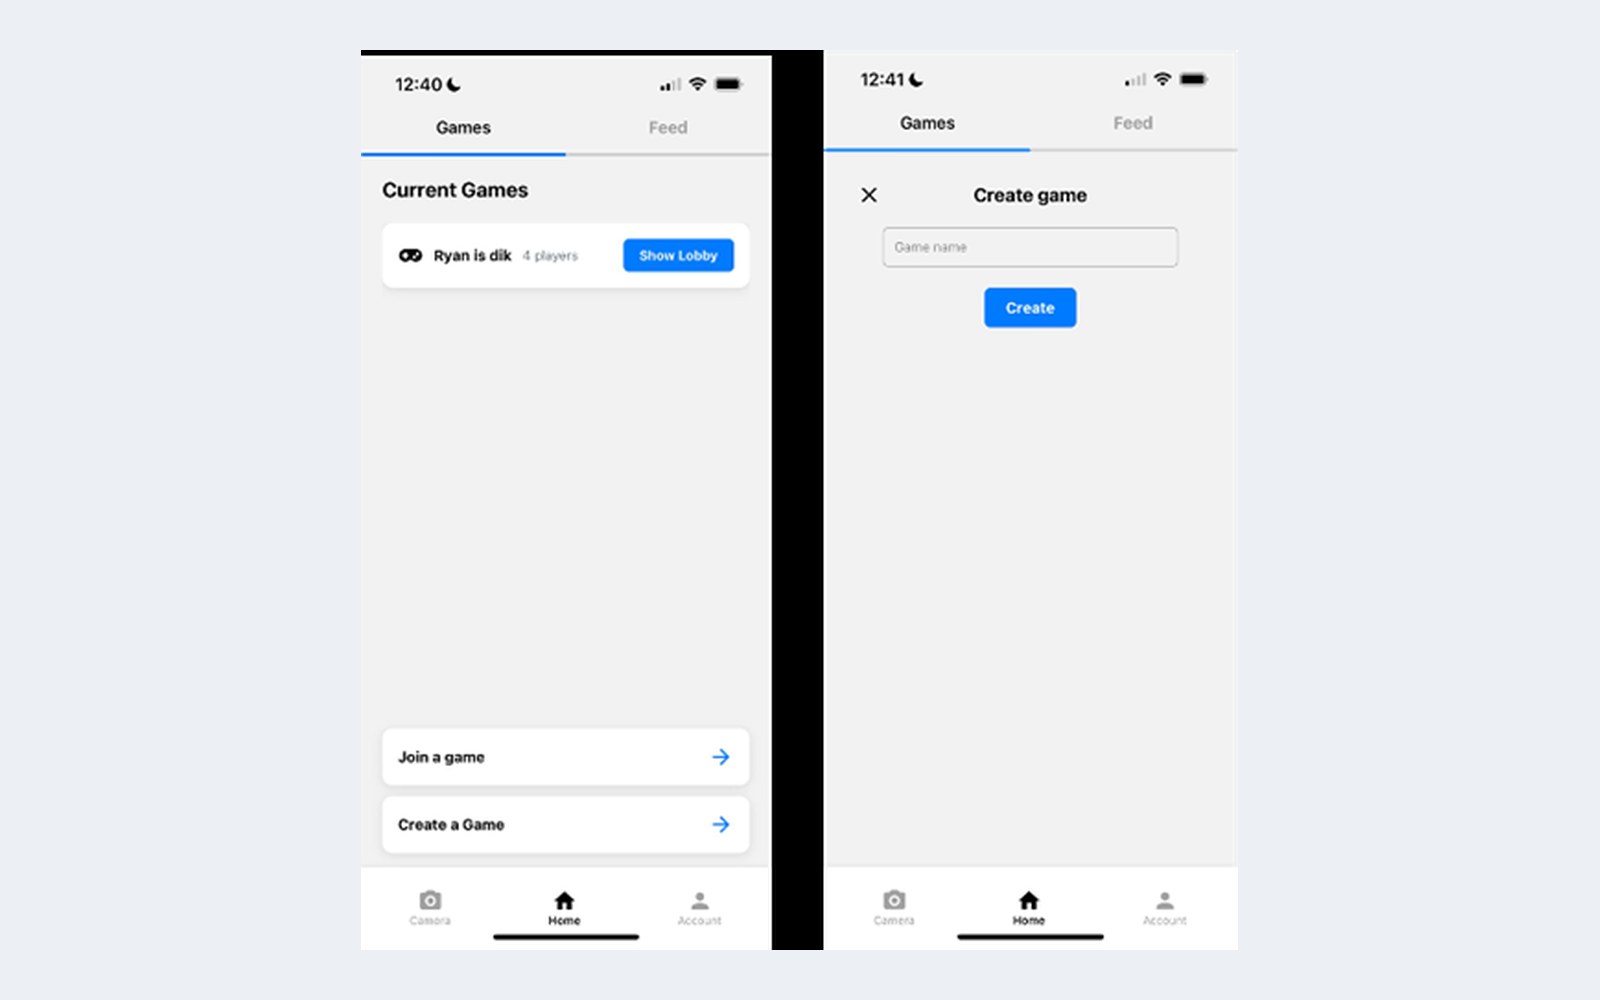 12:40
Games Feed
Current Games
Ryan is dik 4 players Show Lobby
Join a game
Create a Game
Camera Home Account
12:41
Games Feed
Create game
Game name
Create
Camera Home Account